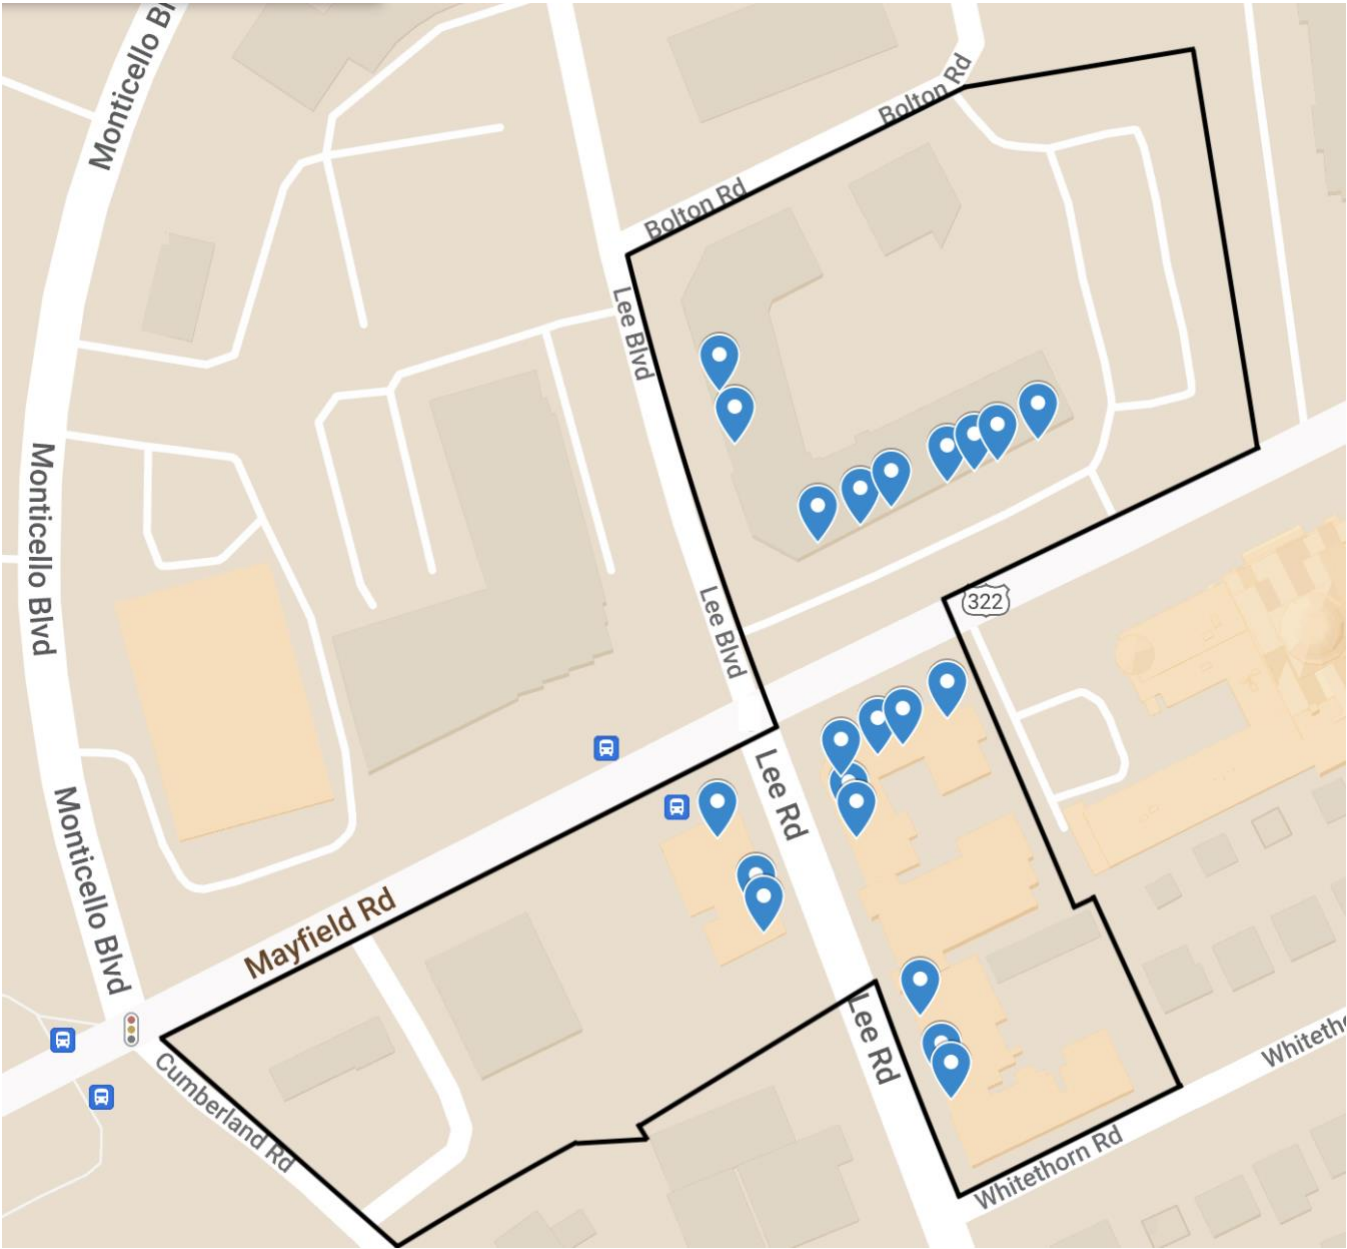 Monticello Bl
Bolton Rd
Bolton Rd
Lee Blvd
Monticello Blvd
Lee Blvd
322
Lee Rd
Monticello Blvd
Mayfield Rd
Lee Rd
Whitetho
Cumberland Rd
Whitethorn Rd